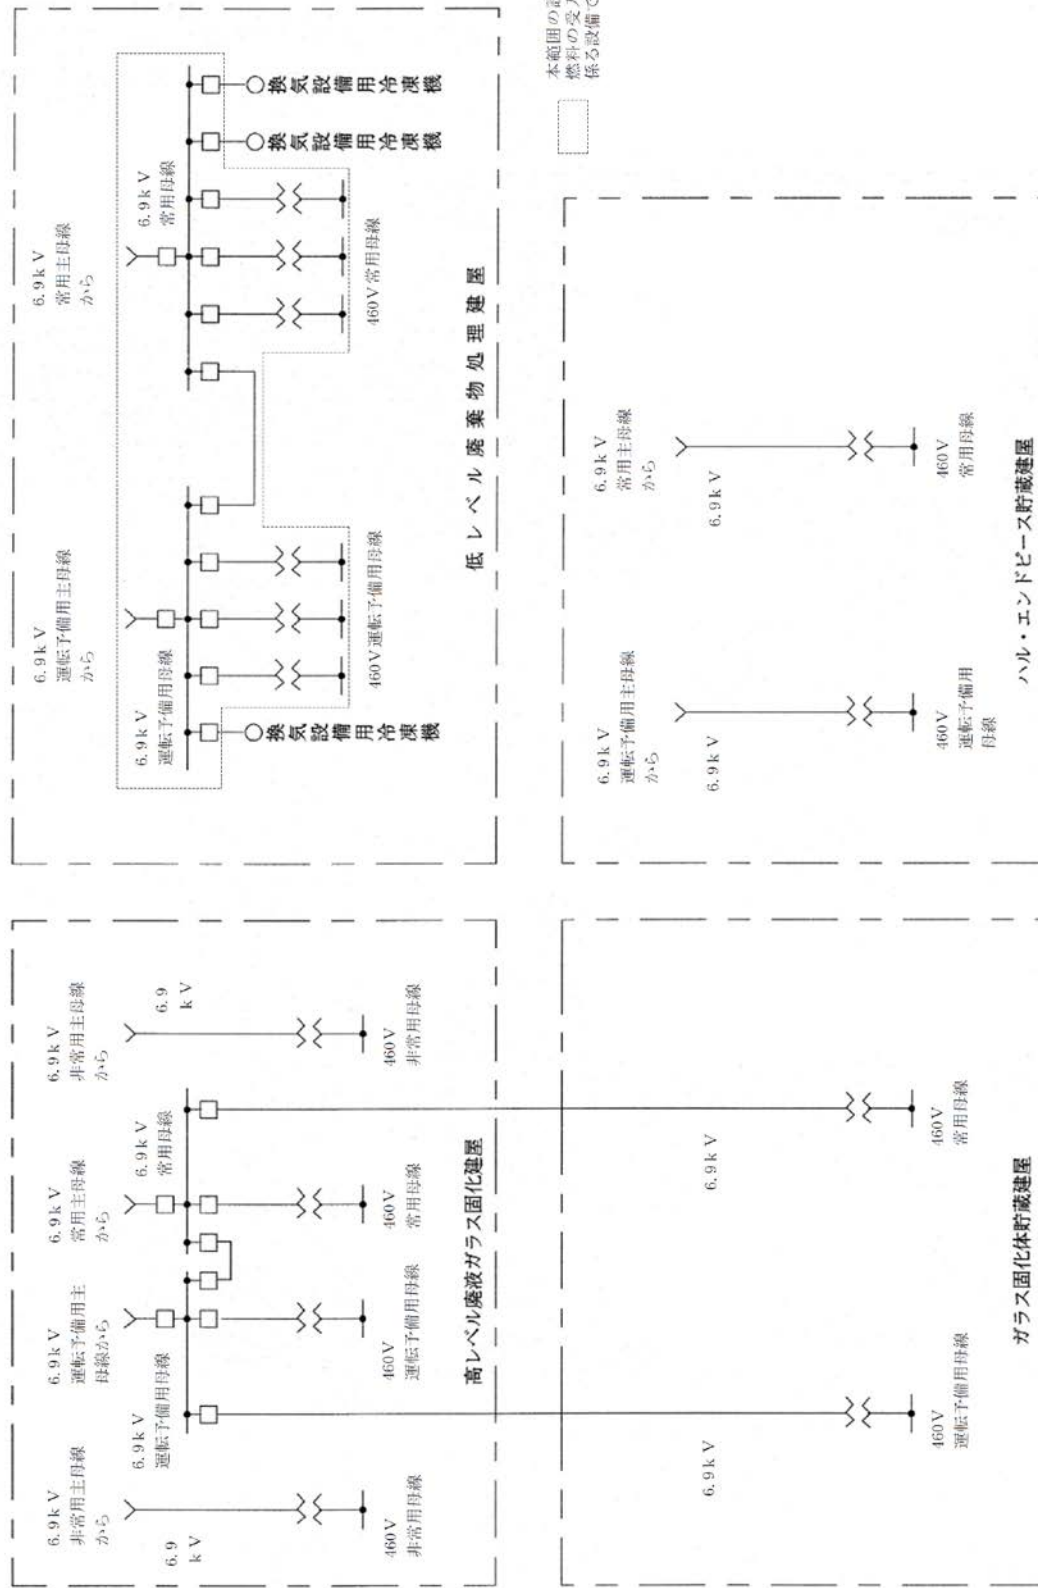 6.9kV
非常用主母線
から
6.9kV
運転予備用主
母線から
6.9kV
常用主母線
から
6.9kV
非常用主母線
から
6.9
kV
6.9kV
運転予備用母線
6.9kV
常用母線
6.9
kV
460V
非常用母線
460V
運転予備用母線
460V
常用母線
460V
非常用母線
高レベル廃液ガラス固化建屋
6.9kV
運転予備用主母線
から
6.9kV
常用主母線
から
6.9kV
運転予備用母線
6.9kV
常用母線
換気設備用冷凍機
換気設備用冷凍機
換気設備用冷凍機
460V運転予備用母線
460V常用母線
低レベル廃棄物処理建屋
6.9kV
6.9kV
460V
運転予備用母線
460V
常用母線
ガラス固化体貯蔵建屋
6.9kV
運転予備用主母線
から
6.9kV
常用主母線
から
6.9kV
6.9kV
460V
運転予備用
母線
460V
常用母線
ハル・エンドピース貯蔵建屋
本範囲の
燃料の受
係る設備で